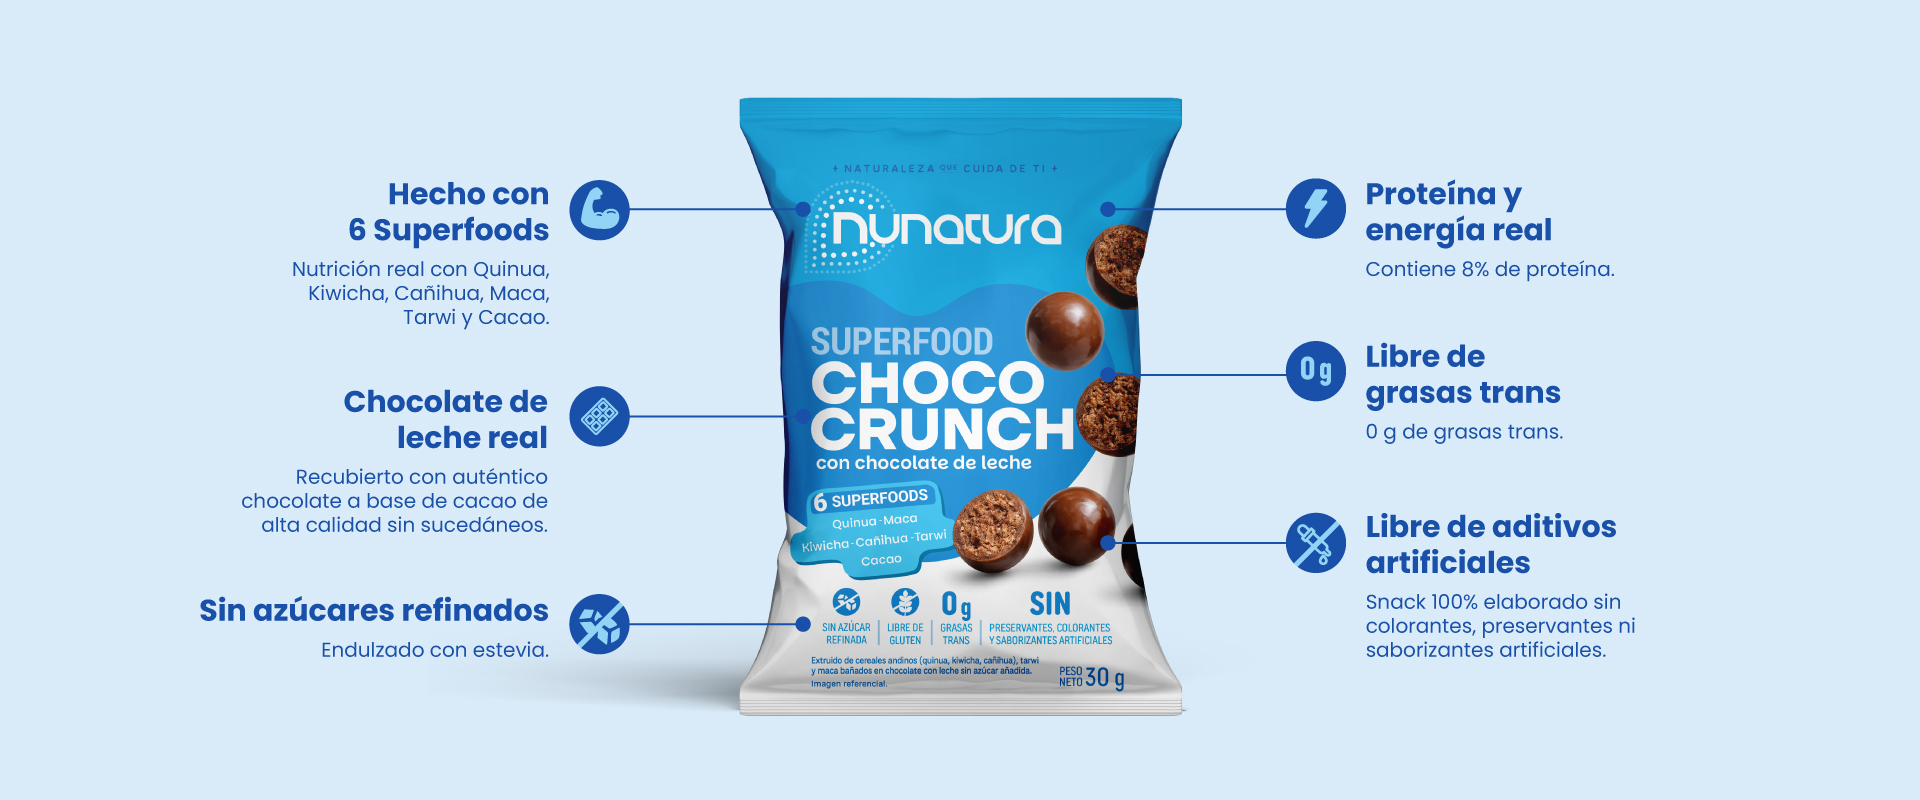 Hecho con
6 Superfoods
Nutrición real con Quinua,
Kiwicha, Cañihua, Maca,
Tarwi y Cacao.
Chocolate de
leche real
Recubierto con auténtico
chocolate a base de cacao de
alta calidad sin sucedáneos.
Sin azúcares refinados
Endulzado con estevia.
+ NATURALEZA QUE CUIDA DE TI +
nunatura
SUPERFOOD
CHOCO
CRUNCH
con chocolate de leche
6 SUPERFOODS
Quinua - Maca
Kiwicha - Cañihua - Tarwi
Cacao
SIN AZÚCAR
REFINADA
LIBRE DE
GLUTEN
0g
GRASAS
TRANS
SIN
PRESERVANTES, COLORANTES
Y SABORIZANTES ARTIFICIALES
Extruido de cereales andinos (quinua, kiwicha, cañihua), tarwi
y maca bañados en chocolate con leche sin azúcar añadida.
Imagen referencial.
PESO
NETO 30 g
Proteína y
energía real
Contiene 8% de proteína.
0g
Libre de
grasas trans
0 g de grasas trans.
Libre de aditivos
artificiales
Snack 100% elaborado sin
colorantes, preservantes ni
saborizantes artificiales.